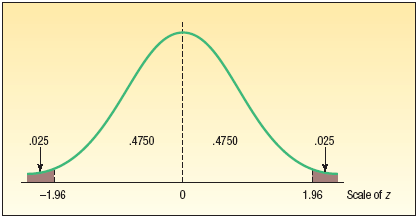 .025 .4750 .4750 .025
–1.96 0 1.96 Scale of z